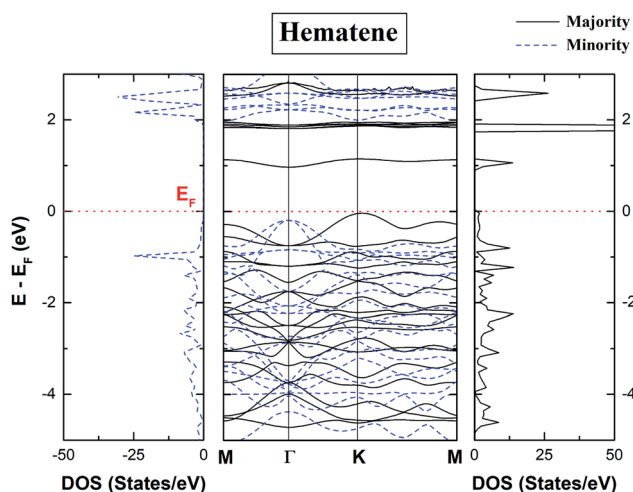 Hematene
Majority
Minority
E - E_F (eV)
2
0
-2
-4
E_F
2
0
-2
-4
-50 -25 0
M Γ K M
0 25 50
DOS (States/eV)
DOS (States/eV)